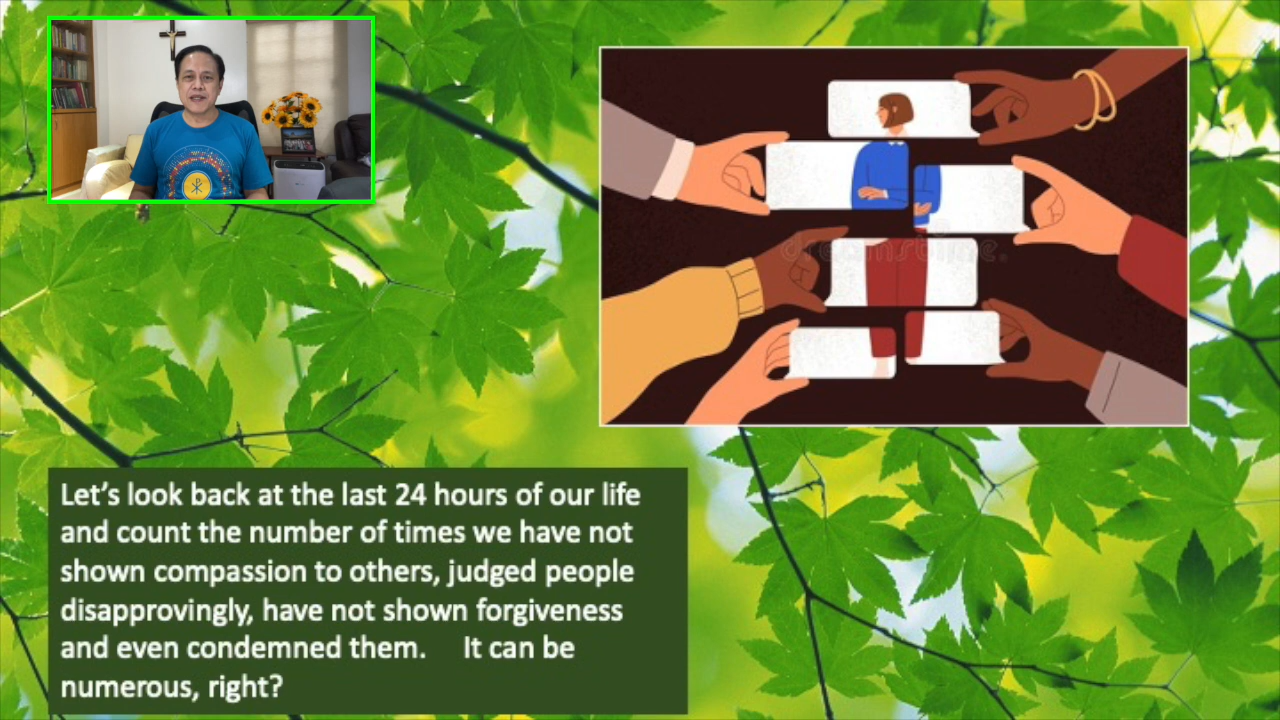 dreamstime.
Let's look back at the last 24 hours of our life
and count the number of times we have not
shown compassion to others, judged people
disapprovingly, have not shown forgiveness
and even condemned them. It can be
numerous, right?